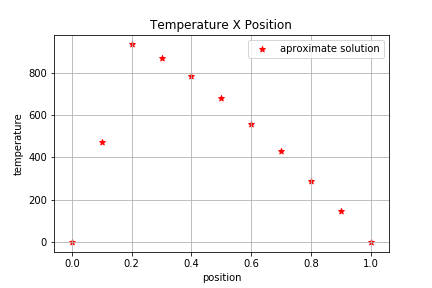 Temperature X Position
aproximate solution
temperature
800
600
400
200
0
0.0 0.2 0.4 0.6 0.8 1.0
position